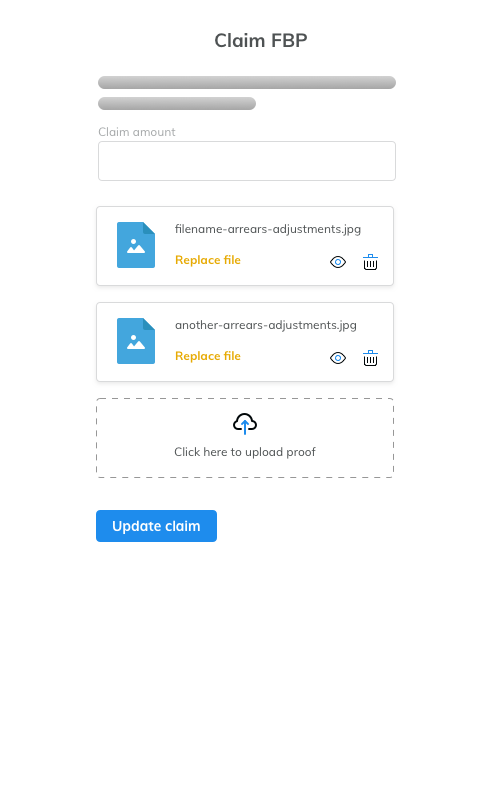 Claim FBP
Claim amount
filename-arrears-adjustments.jpg
Replace file
another-arrears-adjustments.jpg
Replace file
Click here to upload proof
Update claim